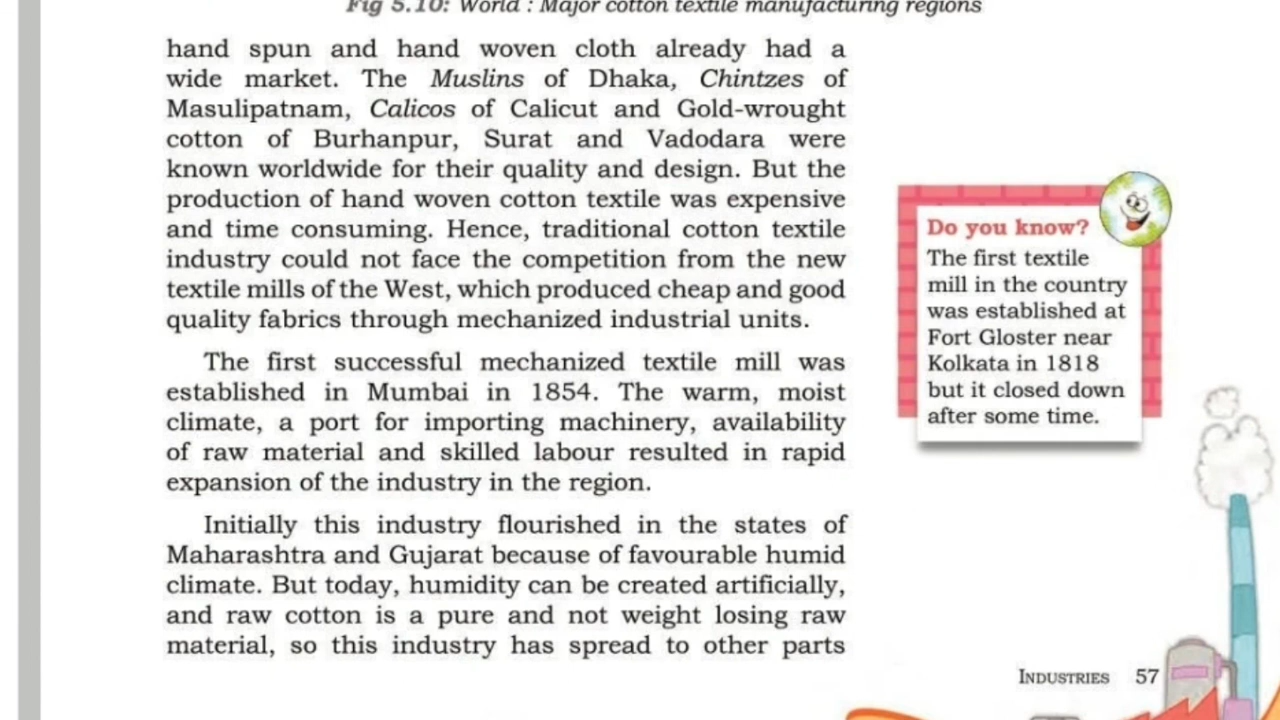 Fig 5.10: World : Major cotton textile manufacturing regions
hand spun and hand woven cloth already had a
wide market. The Muslins of Dhaka, Chintzes of
Masulipatnam, Calicos of Calicut and Gold-wrought
cotton of Burhanpur, Surat and Vadodara were
known worldwide for their quality and design. But the
production of hand woven cotton textile was expensive
and time consuming. Hence, traditional cotton textile
industry could not face the competition from the new
textile mills of the West, which produced cheap and good
quality fabrics through mechanized industrial units.
The first successful mechanized textile mill was
established in Mumbai in 1854. The warm, moist
climate, a port for importing machinery, availability
of raw material and skilled labour resulted in rapid
expansion of the industry in the region.
Initially this industry flourished in the states of
Maharashtra and Gujarat because of favourable humid
climate. But today, humidity can be created artificially,
and raw cotton is a pure and not weight losing raw
material, so this industry has spread to other parts
Do you know?
The first textile
mill in the country
was established at
Fort Gloster near
Kolkata in 1818
but it closed down
after some time.
INDUSTRIES 57